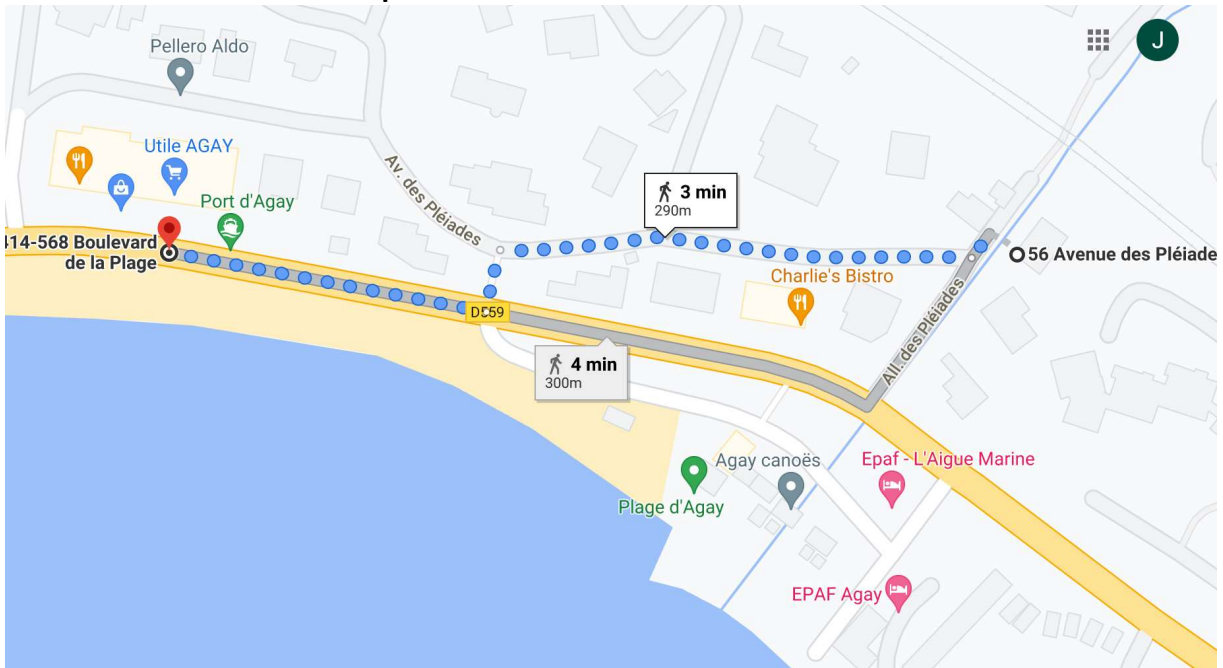 J
Pellero Aldo
Utile AGAY
Av. des Pléiades
3 min
290m
Port d'Agay
414-568 Boulevard
de la Plage
56 Avenue des Pléiade
Charlie's Bistro
D559
All. des Pléiades
4 min
300m
Agay canoës
Epaf - L'Aigue Marine
Plage d'Agay
EPAF Agay